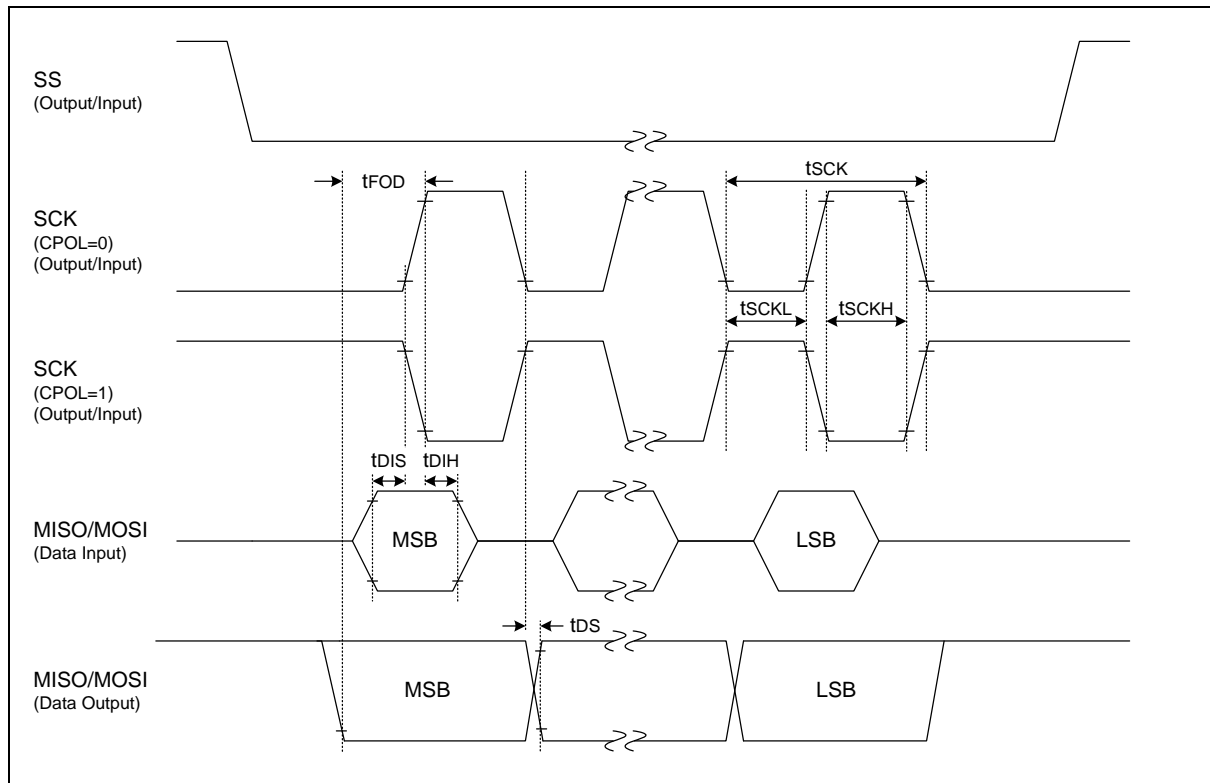 SS
(Output/Input)
tFOD
tSCK
SCK
(CPOL=0)
(Output/Input)
tSCKL
tSCKH
SCK
(CPOL=1)
(Output/Input)
tDIS
tDIH
MISO/MOSI
(Data Input)
MSB
LSB
tDS
MISO/MOSI
(Data Output)
MSB
LSB